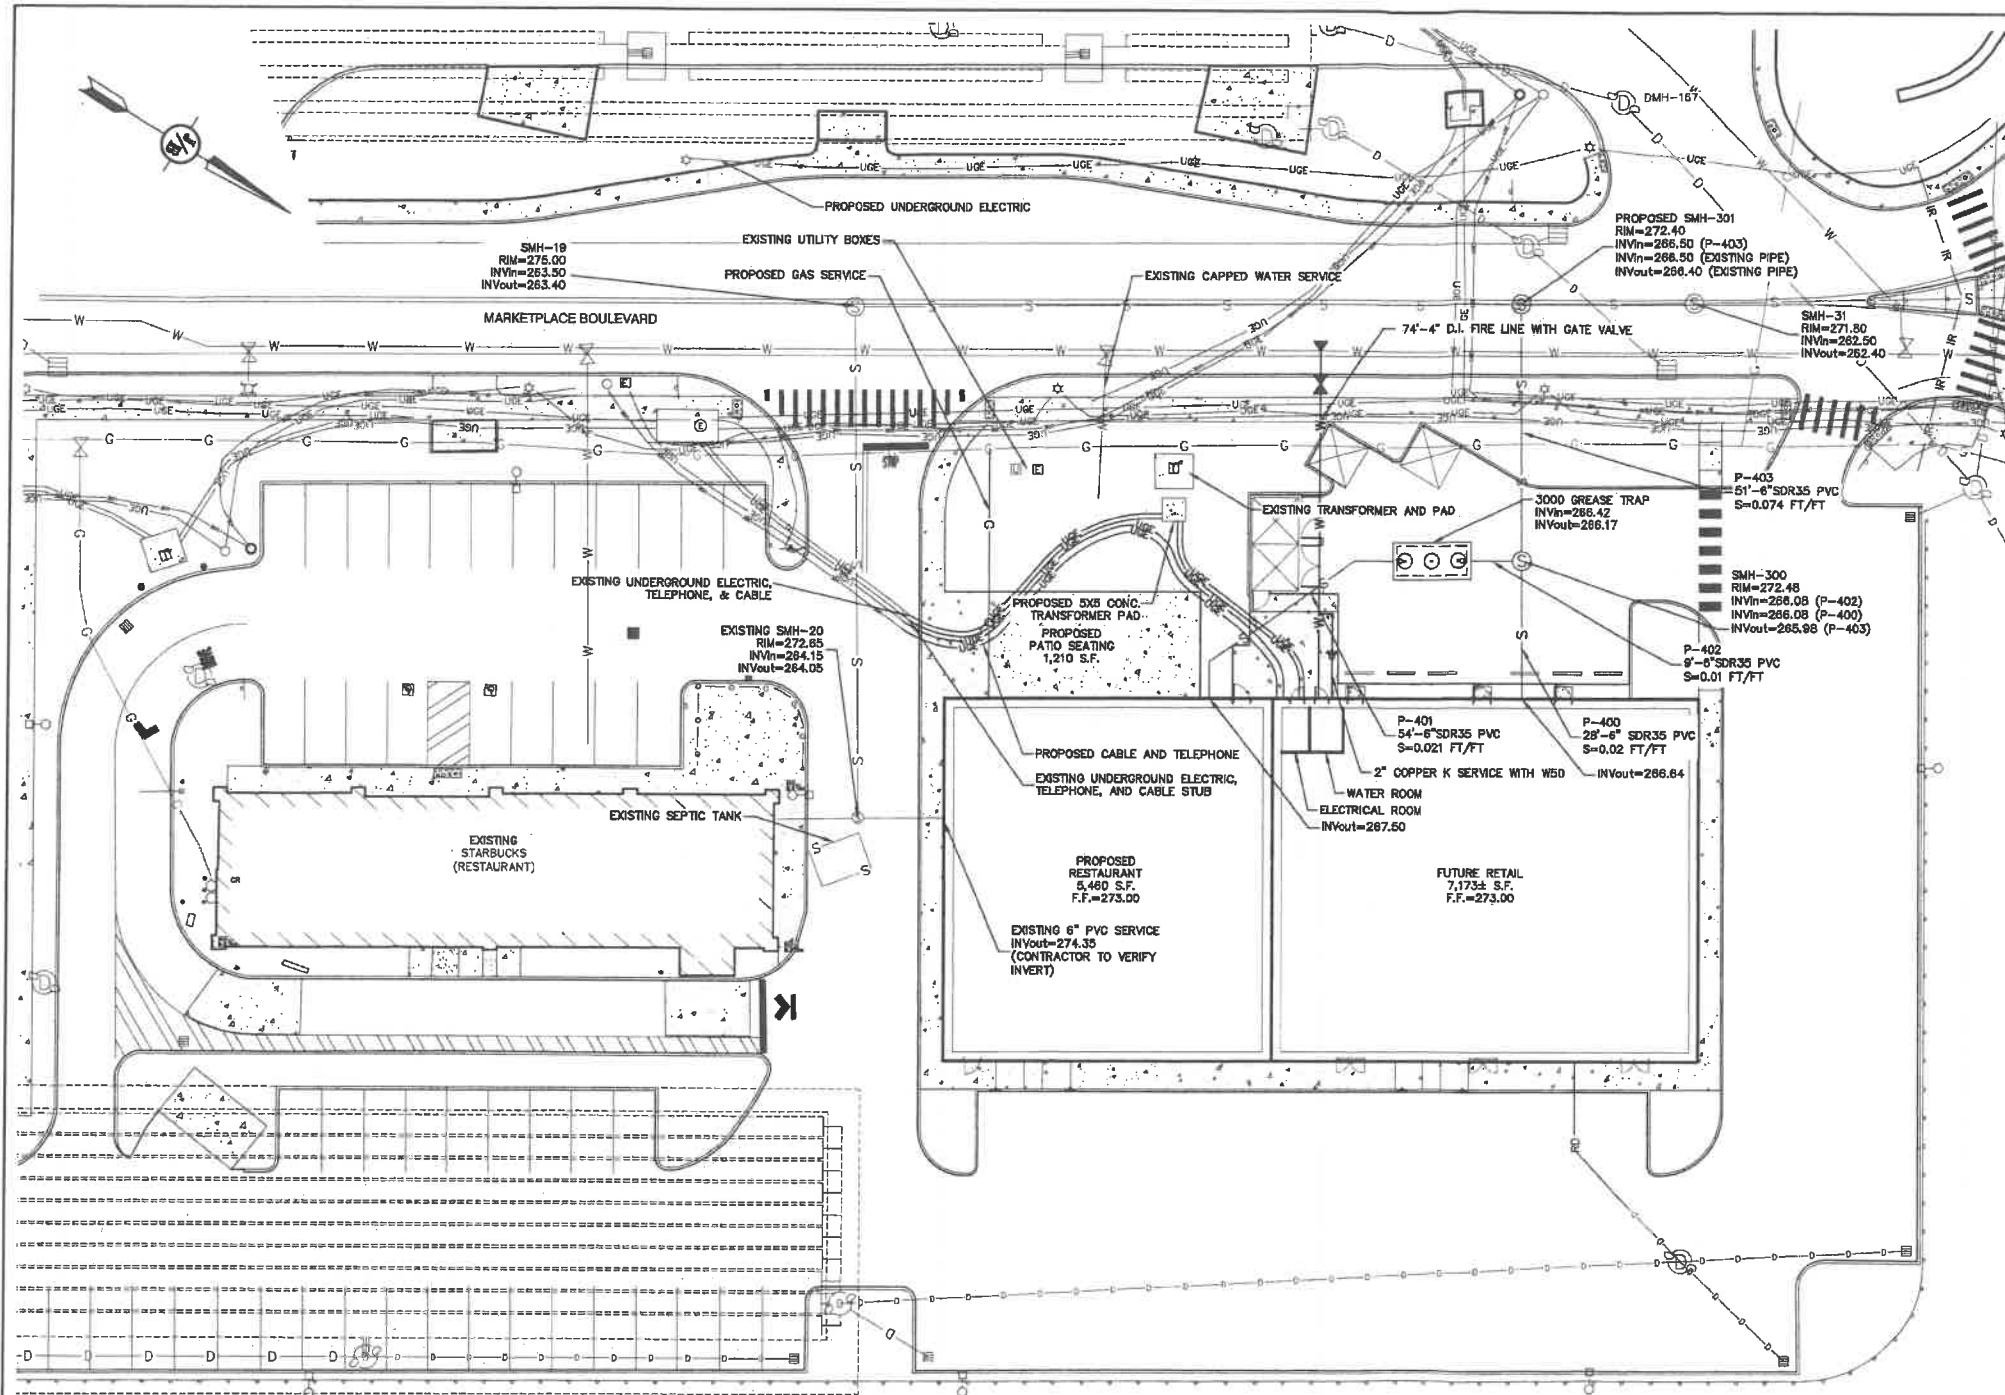 DMH-167
PROPOSED UNDERGROUND ELECTRIC
SMH-19
RIM=275.00
INVin=263.50
INVout=263.40
EXISTING UTILITY BOXES
PROPOSED GAS SERVICE
EXISTING CAPPED WATER SERVICE
PROPOSED SMH-301
RIM=272.40
INVin=266.50 (P-403)
INVin=266.50 (EXISTING PIPE)
INVout=266.40 (EXISTING PIPE)
MARKETPLACE BOULEVARD
74'-4" D.I. FIRE LINE WITH GATE VALVE
SMH-31
RIM=271.80
INVin=262.50
INVout=262.40
STOP
EXISTING TRANSFORMER AND PAD
3000 GREASE TRAP
INVin=266.42
INVout=266.17
P-403
51'-6"SDR35 PVC
S=0.074 FT/FT
EXISTING UNDERGROUND ELECTRIC,
TELEPHONE, & CABLE
PROPOSED 5X5 CONC.
TRANSFORMER PAD
PROPOSED
PATIO SEATING
1,210 S.F.
SMH-300
RIM=272.48
INVin=266.08 (P-402)
INVin=266.08 (P-400)
INVout=265.98 (P-403)
EXISTING SMH-20
RIM=272.65
INVin=264.15
INVout=264.05
P-402
9'-6"SDR35 PVC
S=0.01 FT/FT
P-401
54'-6"SDR35 PVC
S=0.021 FT/FT
P-400
28'-6" SDR35 PVC
S=0.02 FT/FT
PROPOSED CABLE AND TELEPHONE
EXISTING UNDERGROUND ELECTRIC,
TELEPHONE, AND CABLE STUB
2" COPPER K SERVICE WITH W50
INVout=266.64
WATER ROOM
ELECTRICAL ROOM
INVout=267.50
EXISTING SEPTIC TANK
EXISTING
STARBUCKS
(RESTAURANT)
PROPOSED
RESTAURANT
5,460 S.F.
F.F.=273.00
FUTURE RETAIL
7,173± S.F.
F.F.=273.00
EXISTING 6" PVC SERVICE
INVout=274.35
(CONTRACTOR TO VERIFY
INVERT)